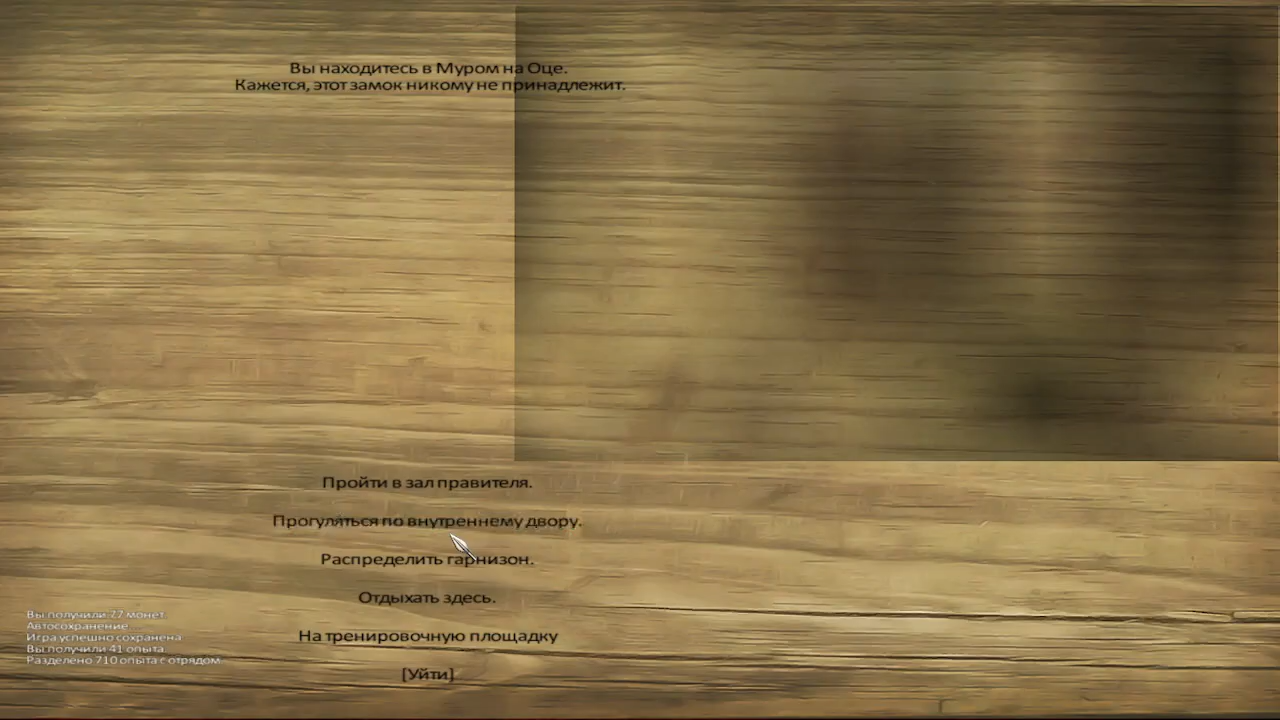 Вы находитесь в Муром на Оце.
Кажется, этот замок никому не принадлежит.
Пройти в зал правителя.
Прогуляться по внутреннему двору.
Распределить гарнизон.
Отдыхать здесь.
На тренировочную площадку
[Уйти]
Вы получили 27 монет.
Автосохранение.
Игра успешно сохранена
Вы получили 41 опыта.
Разделено 710 опыта с отрядом.